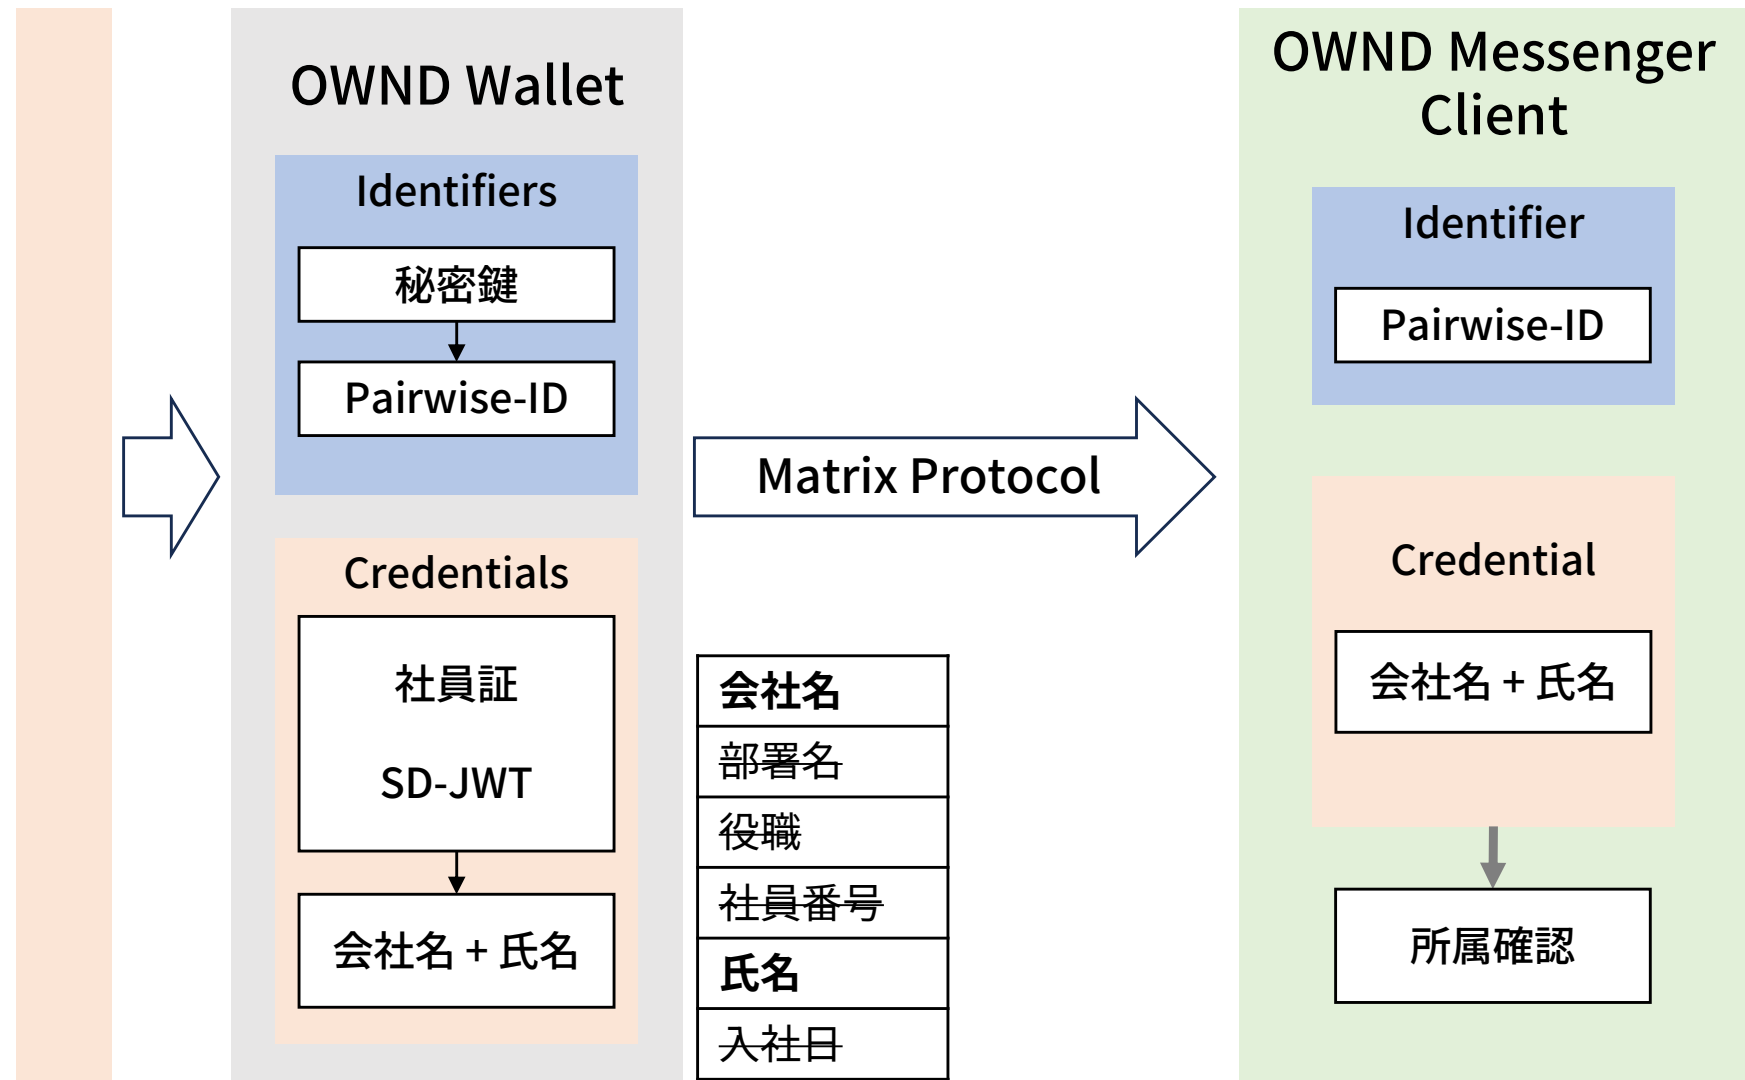 OWND Wallet
Identifiers
秘密鍵
Pairwise-ID
Credentials
社員証
SD-JWT
会社名 + 氏名
Matrix Protocol
会社名
部署名
役職
社員番号
氏名
入社日
OWND Messenger
Client
Identifier
Pairwise-ID
Credential
会社名 + 氏名
所属確認